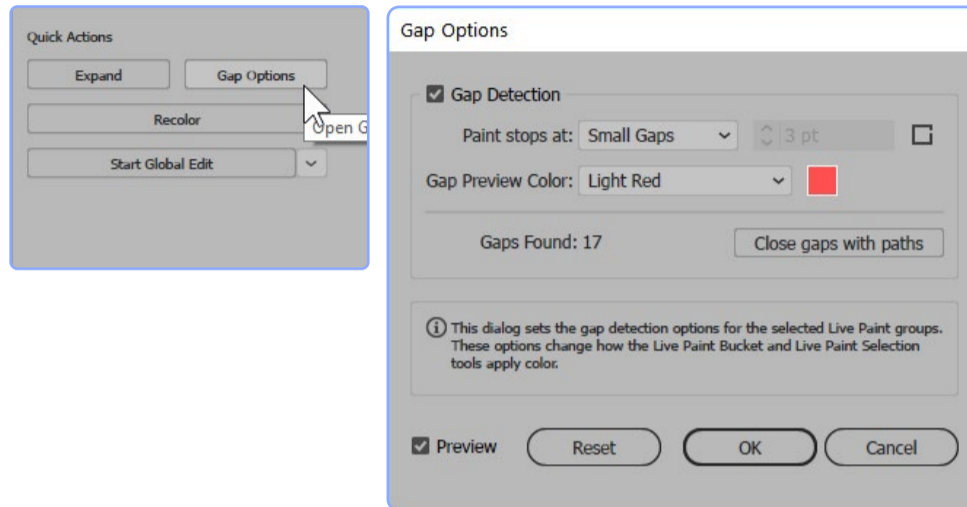 Quick Actions
Expand
Gap Options
Recolor
Open G
Start Global Edit
Gap Options
Gap Detection
Paint stops at: Small Gaps 3 pt
Gap Preview Color: Light Red
Gaps Found: 17 Close gaps with paths
This dialog sets the gap detection options for the selected Live Paint groups.
These options change how the Live Paint Bucket and Live Paint Selection
tools apply color.
Preview Reset OK Cancel